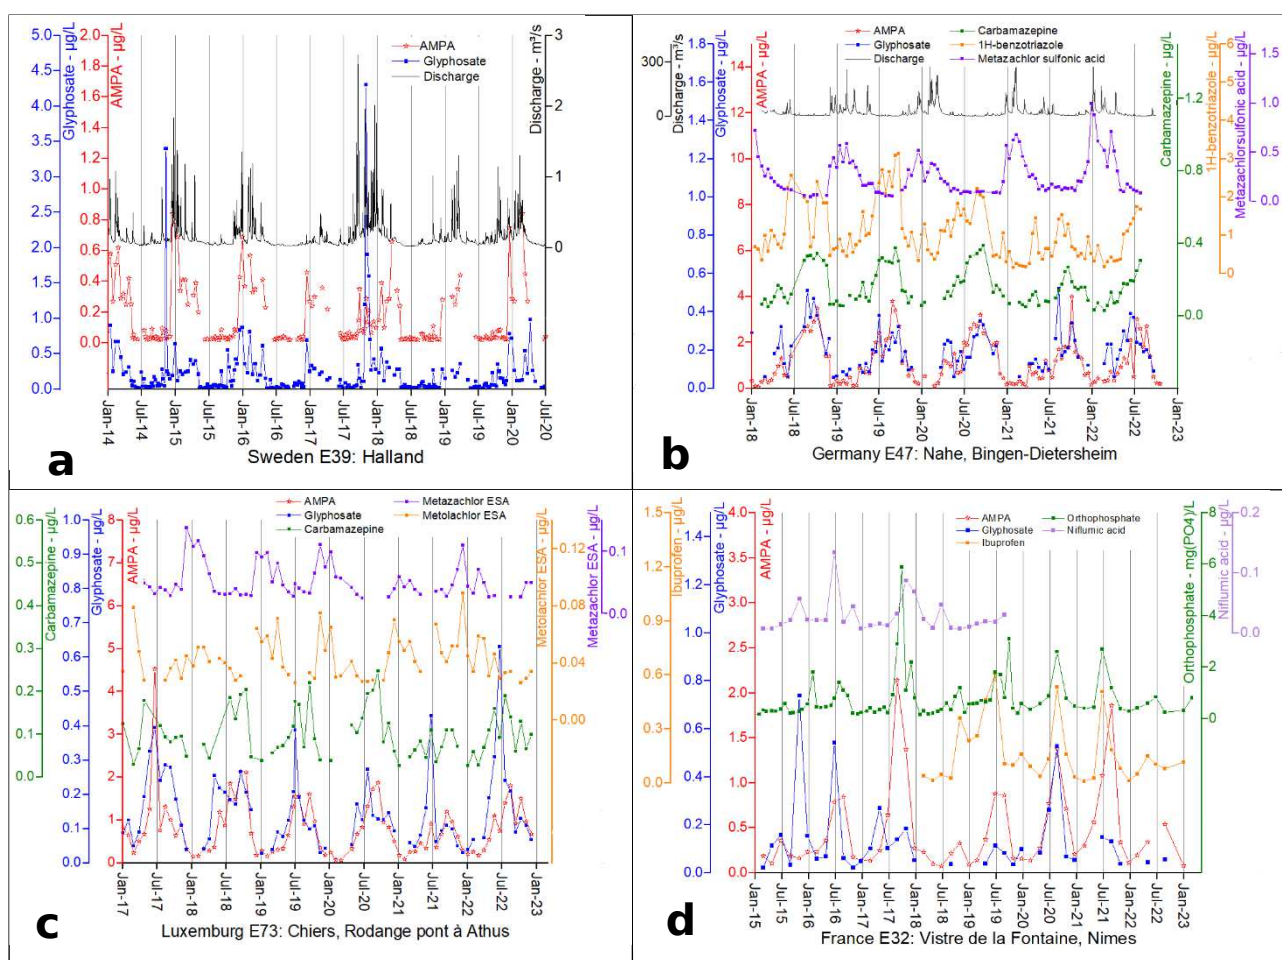 Glyphosate - µg/L
5.0
4.5
4.0
3.5
3.0
2.5
2.0
1.5
1.0
0.5
0.0
AMPA - µg/L
2.0
1.8
1.6
1.4
1.2
1.0
0.8
0.6
0.4
0.2
0.0
AMPA
Glyphosate
Discharge
Discharge - m³/s
3
2
1
0
Jan-14
Jul-14
Jan-15
Jul-15
Jan-16
Jul-16
Jan-17
Jul-17
Jan-18
Jul-18
Jan-19
Jul-19
Jan-20
Jul-20
a
Sweden E39: Halland
Discharge - m³/s
300
0
Glyphosate - µg/L
1.8
1.6
1.4
1.2
1.0
0.8
0.6
0.4
0.2
0.0
AMPA - µg/L
14
12
10
8
6
4
2
0
AMPA
Glyphosate
Discharge
Carbamazepine
1H-benzotriazole
Metazachlor sulfonic acid
Carbamazepine - µg/L
1.2
0.8
0.4
0.0
1H-benzotriazole - µg/L
6
5
4
3
2
1
0
Metazachlorsulfonic acid - µg/L
1.5
1.0
0.5
0.0
Jan-18
Jul-18
Jan-19
Jul-19
Jan-20
Jul-20
Jan-21
Jul-21
Jan-22
Jul-22
Jan-23
b
Germany E47: Nahe, Bingen-Dietersheim
Carbamazepine - µg/L
0.6
0.5
0.4
0.3
0.2
0.1
0.0
Glyphosate - µg/L
1.0
0.9
0.8
0.7
0.6
0.5
0.4
0.3
0.2
0.1
0.0
AMPA - µg/L
8
7
6
5
4
3
2
1
0
AMPA
Glyphosate
Carbamazepine
Metazachlor ESA
Metolachlor ESA
Metolachlor ESA - µg/L
0.12
0.08
0.04
0.00
Metazachlor ESA - µg/L
0.1
0.0
Jan-17
Jul-17
Jan-18
Jul-18
Jan-19
Jul-19
Jan-20
Jul-20
Jan-21
Jul-21
Jan-22
Jul-22
Jan-23
c
Luxemburg E73: Chiers, Rodange pont à Athus
Ibuprofen - µg/L
1.5
1.2
0.9
0.6
0.3
0.0
Glyphosate - µg/L
1.4
1.2
1.0
0.8
0.6
0.4
0.2
0.0
AMPA - µg/L
4.0
3.5
3.0
2.5
2.0
1.5
1.0
0.5
0.0
AMPA
Glyphosate
Ibuprofen
Orthophosphate
Niflumic acid
Niflumic acid - µg/L
0.2
0.1
0.0
Orthophosphate - mg(PO4)/L
8
6
4
2
0
Jan-15
Jul-15
Jan-16
Jul-16
Jan-17
Jul-17
Jan-18
Jul-18
Jan-19
Jul-19
Jan-20
Jul-20
Jan-21
Jul-21
Jan-22
Jul-22
Jan-23
d
France E32: Vistre de la Fontaine, Nimes